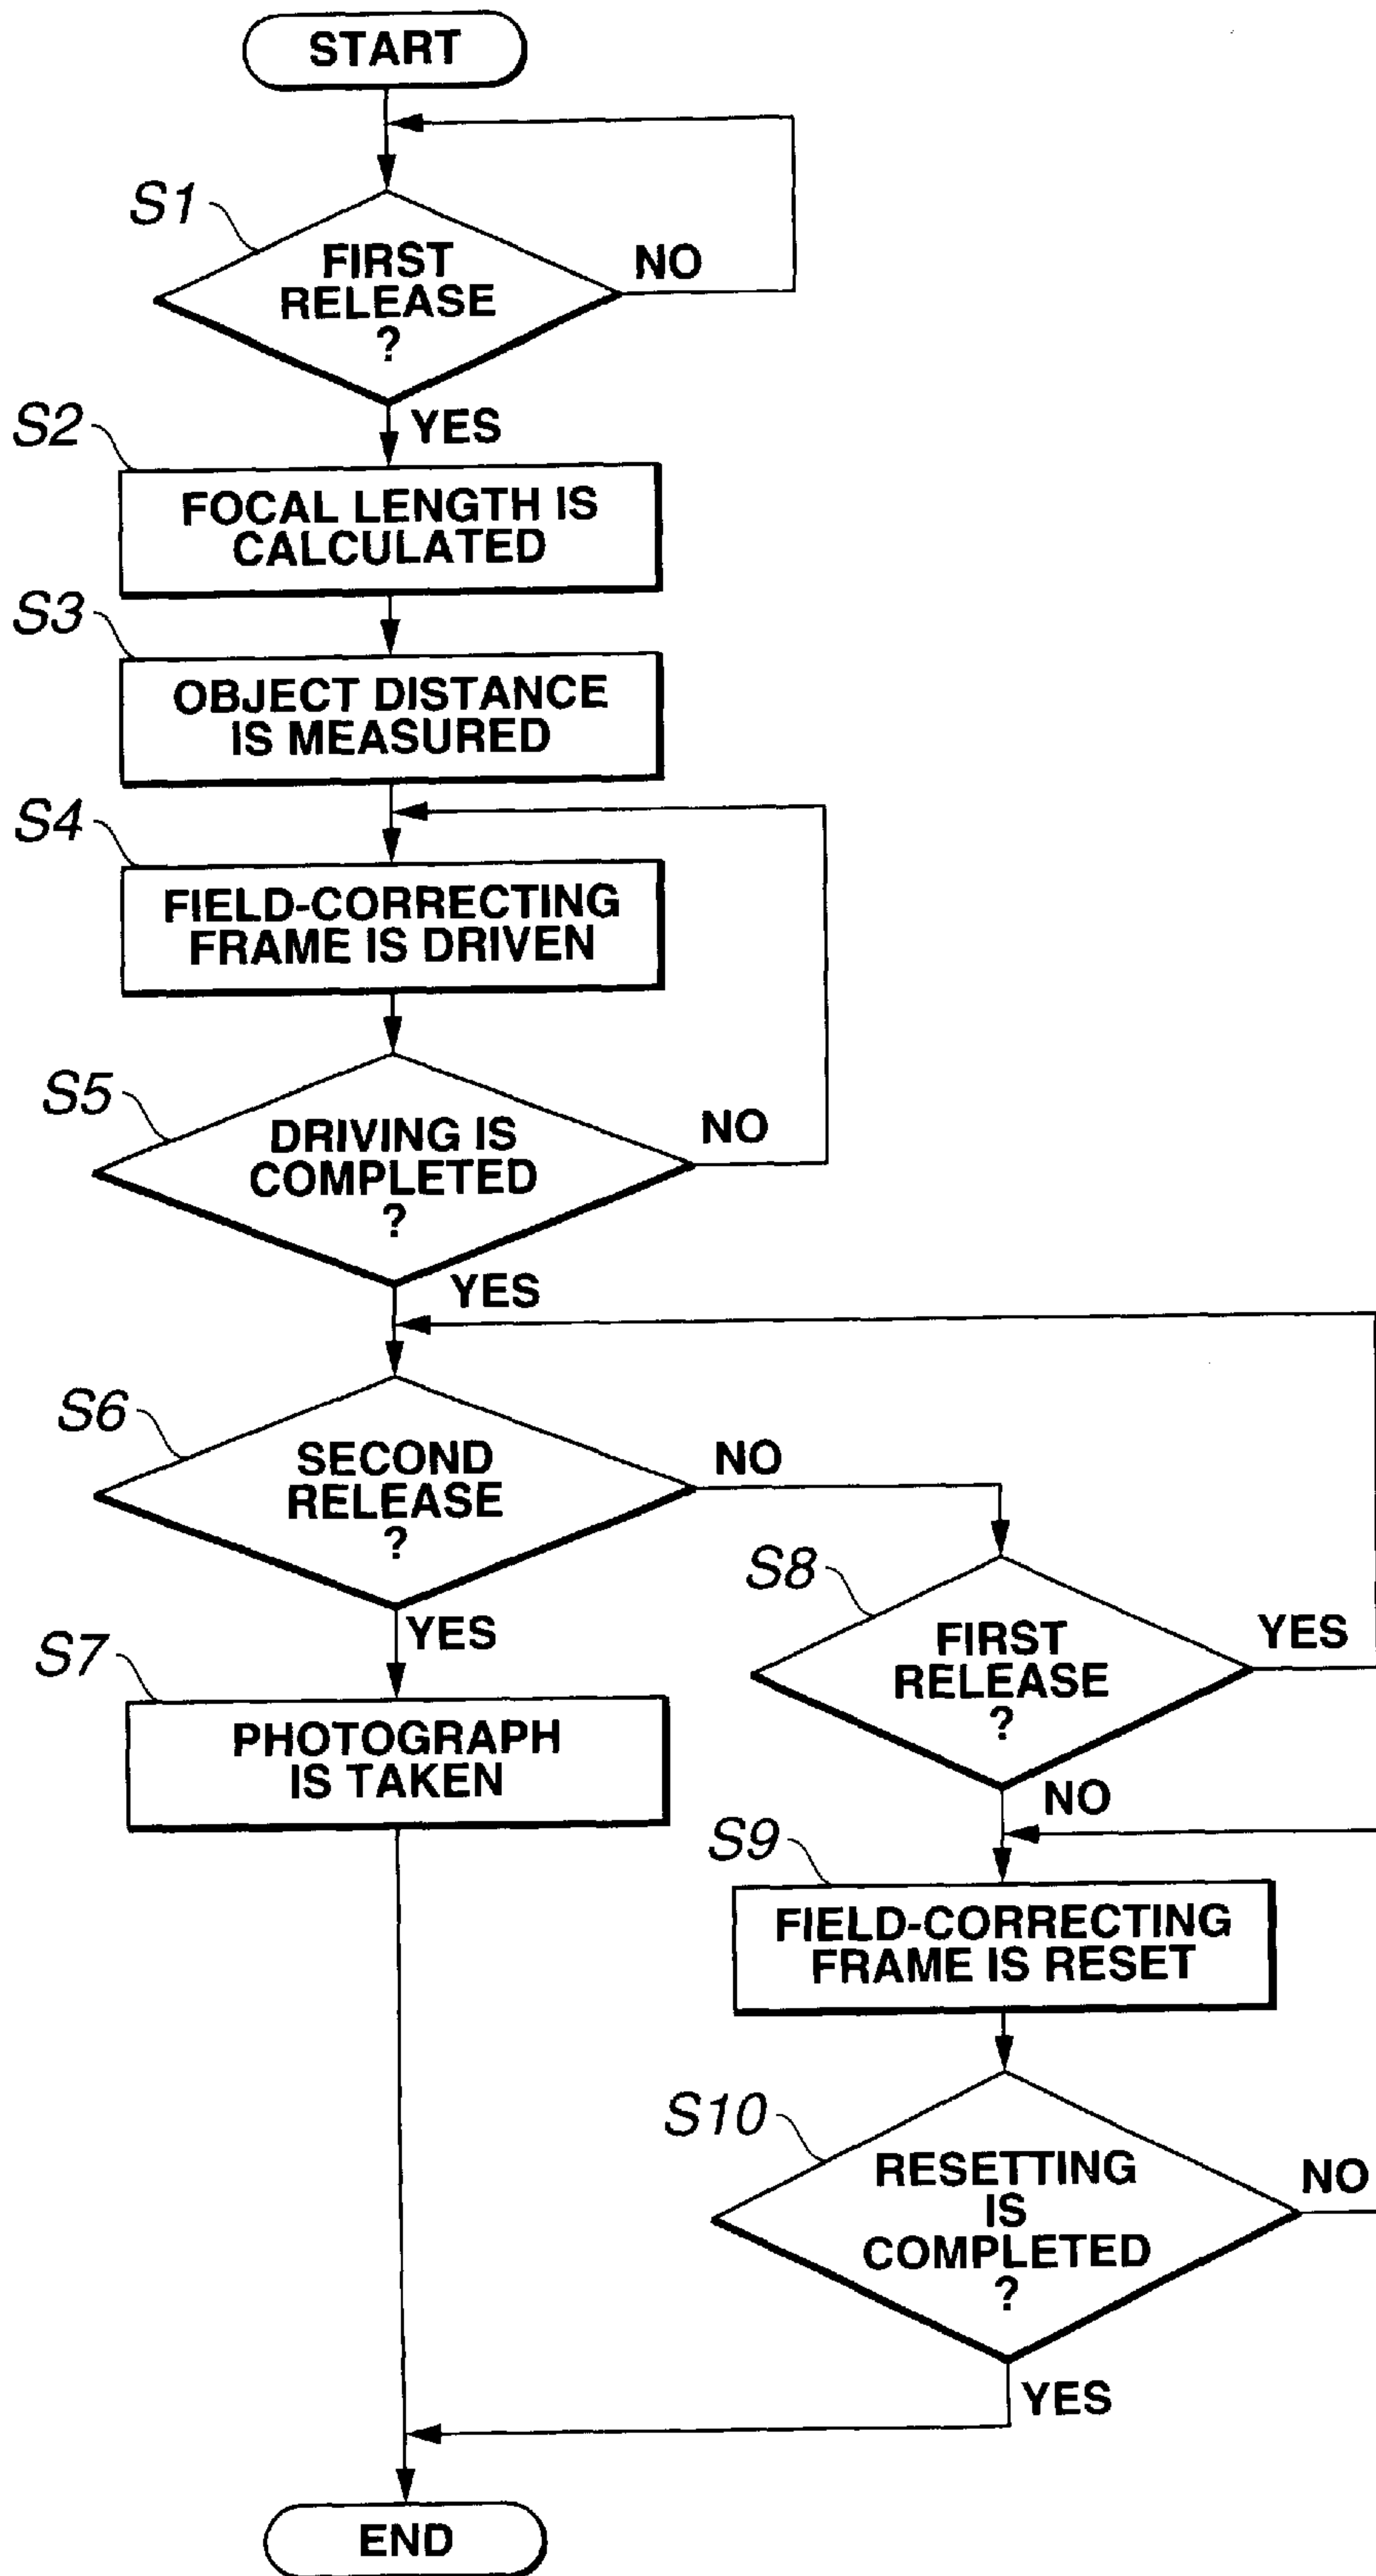 START
S1
FIRST
RELEASE
?
NO
YES
S2
FOCAL LENGTH IS
CALCULATED
S3
OBJECT DISTANCE
IS MEASURED
S4
FIELD-CORRECTING
FRAME IS DRIVEN
S5
DRIVING IS
COMPLETED
?
NO
YES
S6
SECOND
RELEASE
?
NO
YES
S7
PHOTOGRAPH
IS TAKEN
S8
FIRST
RELEASE
?
YES
NO
S9
FIELD-CORRECTING
FRAME IS RESET
S10
RESETTING
IS
COMPLETED
?
NO
YES
END